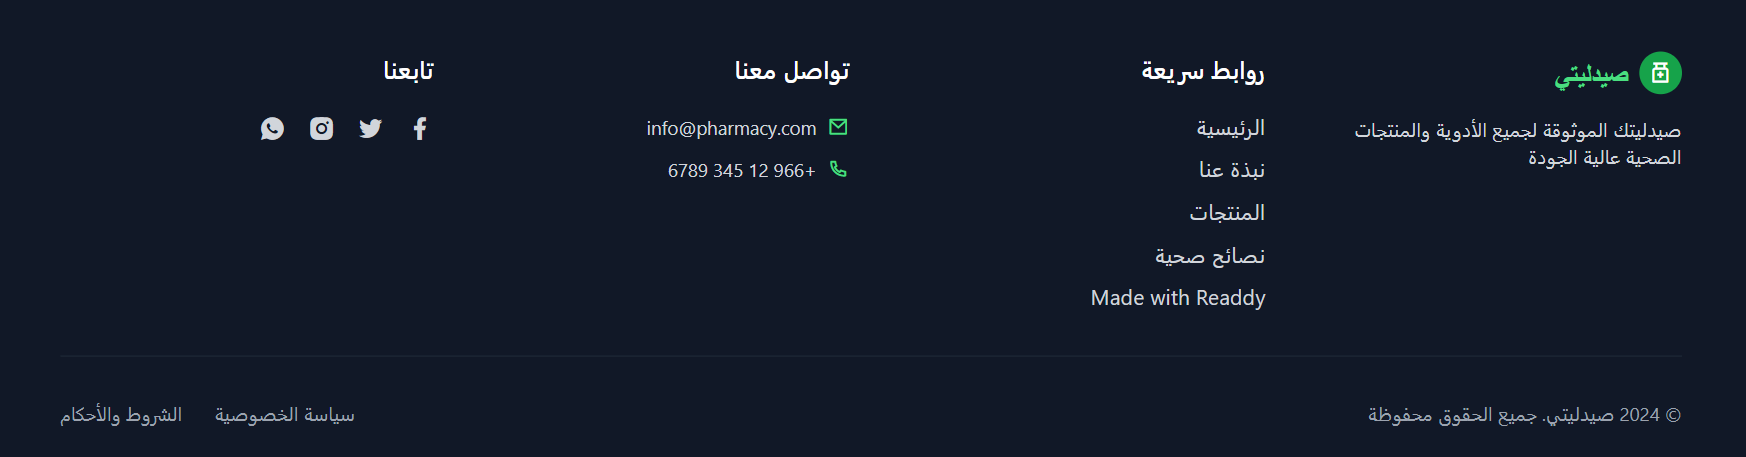 صيدليتي
صيدليتك الموثوقة لجميع الأدوية والمنتجات
الصحية عالية الجودة
روابط سريعة
الرئيسية
نبذة عنا
المنتجات
نصائح صحية
Made with Readdy
تواصل معنا
info@pharmacy.com
6789 345 12 966+
تابعنا
© 2024 صيدليتي. جميع الحقوق محفوظة
سياسة الخصوصية
الشروط والأحكام